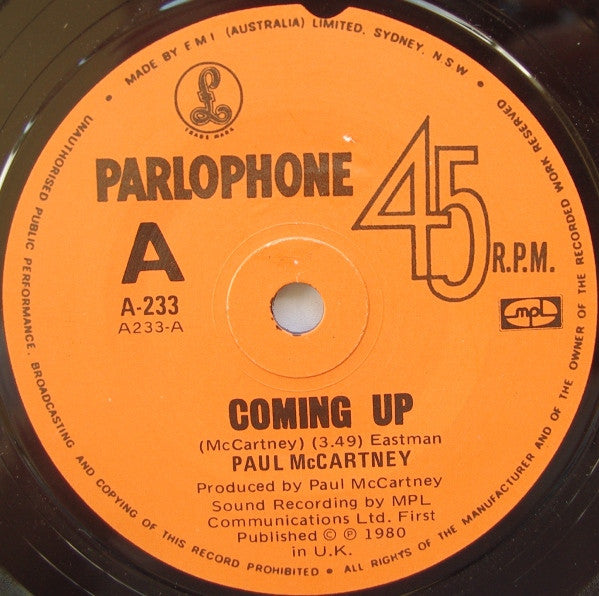 • MADE BY EMI (AUSTRALIA) LIMITED. SYDNEY. N.S.W •
UNAUTHORISED PUBLIC PERFORMANCE. BROADCASTING AND COPYING OF THIS RECORD PROHIBITED • ALL RIGHTS OF THE MANUFACTURER AND OF THE OWNER OF THE RECORDED WORK RESERVED
£
TRADE MARK
PARLOPHONE
45
R.P.M.
A
A-233
A233-A
mpl
COMING UP
(McCartney) (3.49) Eastman
PAUL McCARTNEY
Produced by Paul McCartney
Sound Recording by MPL
Communications Ltd. First
Published © ℗ 1980
in U.K.